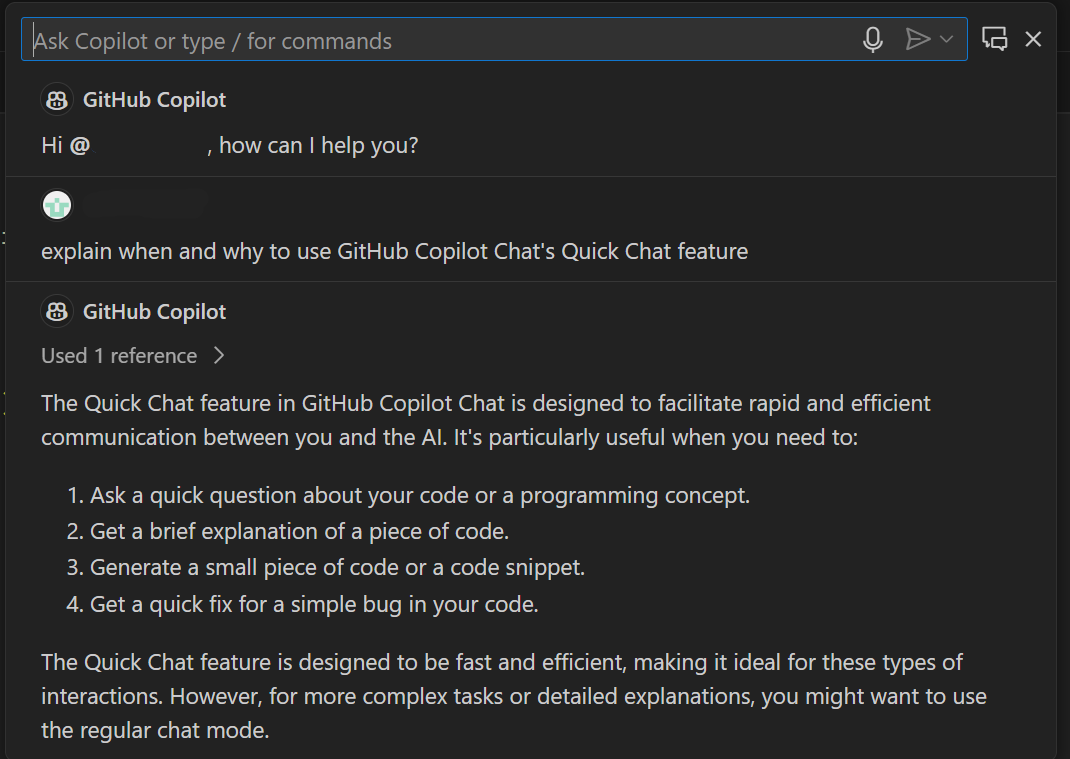 Ask Copilot or type / for commands
GitHub Copilot
Hi @ , how can I help you?
explain when and why to use GitHub Copilot Chat's Quick Chat feature
GitHub Copilot
Used 1 reference
The Quick Chat feature in GitHub Copilot Chat is designed to facilitate rapid and efficient
communication between you and the AI. It's particularly useful when you need to:
1. Ask a quick question about your code or a programming concept.
2. Get a brief explanation of a piece of code.
3. Generate a small piece of code or a code snippet.
4. Get a quick fix for a simple bug in your code.
The Quick Chat feature is designed to be fast and efficient, making it ideal for these types of
interactions. However, for more complex tasks or detailed explanations, you might want to use
the regular chat mode.